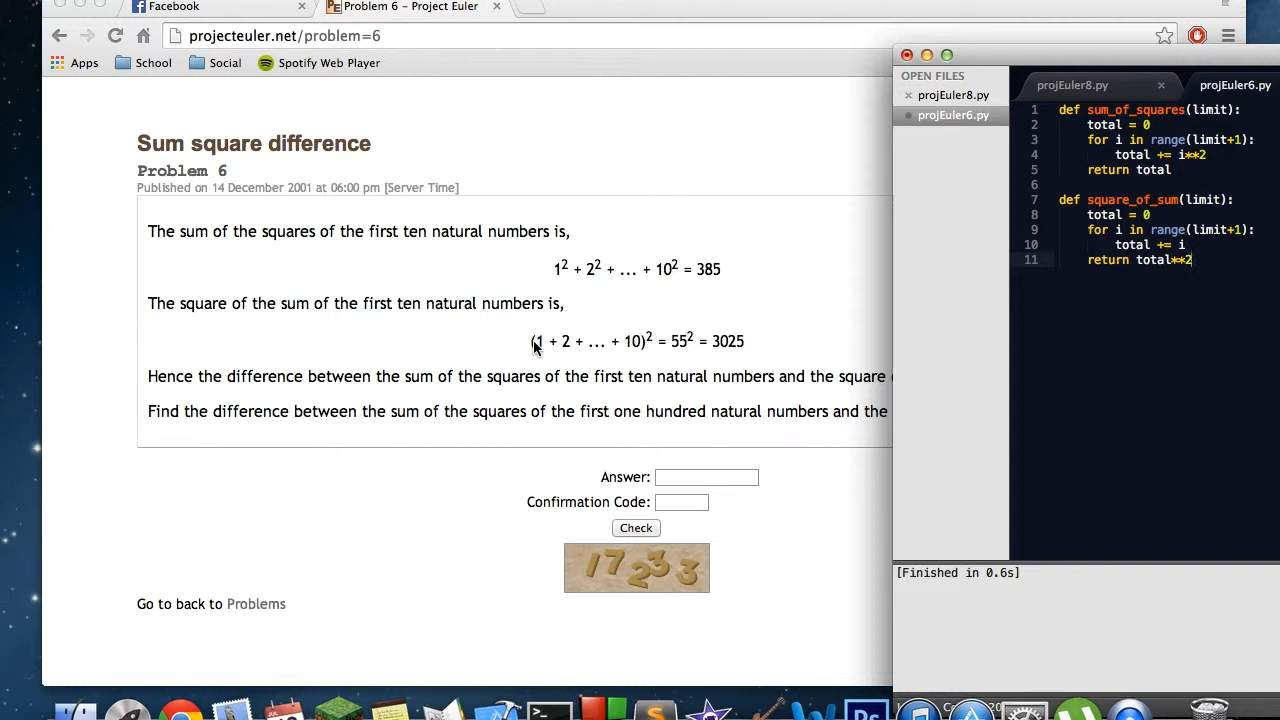 Facebook
Problem 6 – Project Euler
projecteuler.net/problem=6
Apps School Social Spotify Web Player
Sum square difference
Problem 6
Published on 14 December 2001 at 06:00 pm [Server Time]
The sum of the squares of the first ten natural numbers is,
1² + 2² + ... + 10² = 385
The square of the sum of the first ten natural numbers is,
(1 + 2 + ... + 10)² = 55² = 3025
Hence the difference between the sum of the squares of the first ten natural numbers and the square
Find the difference between the sum of the squares of the first one hundred natural numbers and the
Answer:
Confirmation Code:
Check
17233
Go to back to Problems
OPEN FILES
projEuler8.py
projEuler6.py
projEuler8.py projEuler6.py
1 def sum_of_squares(limit):
2 total = 0
3 for i in range(limit+1):
4 total += i**2
5 return total
6
7 def square_of_sum(limit):
8 total = 0
9 for i in range(limit+1):
10 total += i
11 return total**2
[Finished in 0.6s]
Ps